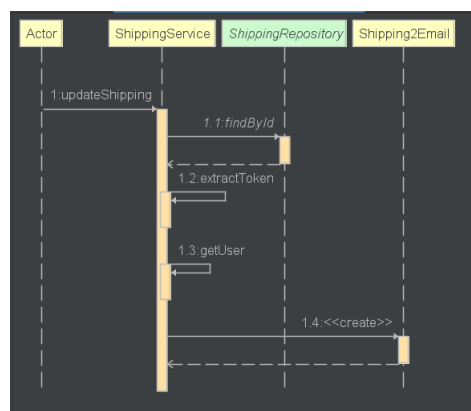 Actor
ShippingService
ShippingRepository
Shipping2Email
1:updateShipping
1.1:findById
1.2:extractToken
1.3:getUser
1.4:<<create>>